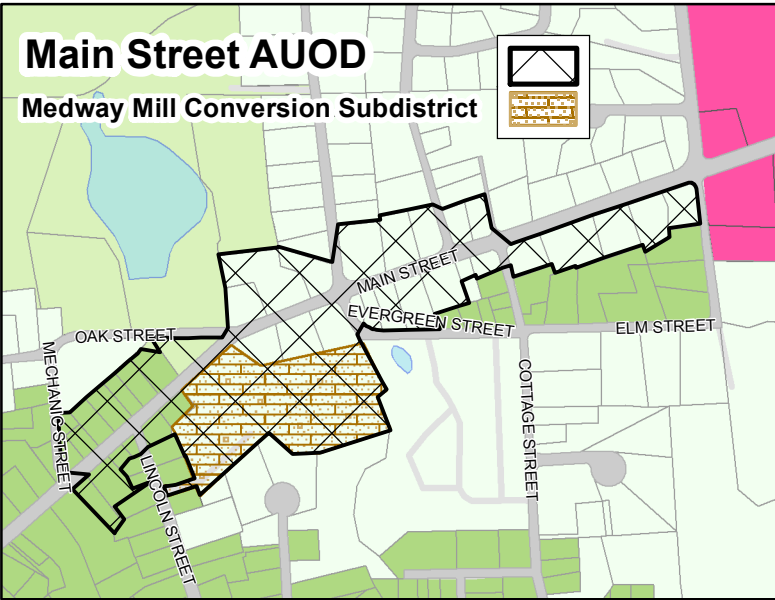 Main Street AUOD
Medway Mill Conversion Subdistrict
MAIN STREET
EVERGREEN STREET
ELM STREET
OAK STREET
MECHANIC STREET
COTTAGE STREET
LINCOLN STREET